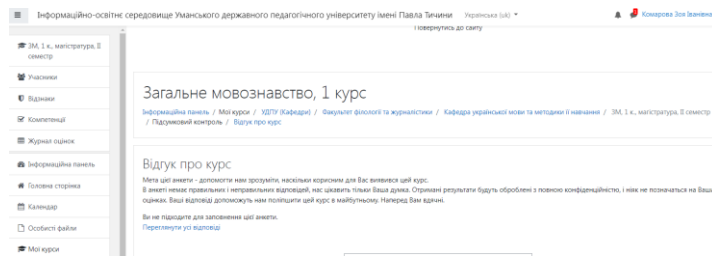 Інформаційно-освітнє середовище Уманського державного педагогічного університету імені Павла Тичини Українська (uk)
Комарова Зоя Іванівна
Повернутись до сайту
ЗМ, 1 к., магістратура, ІІ
семестр
Учасники
Відзнаки
Компетенції
Журнал оцінок
Інформаційна панель
Головна сторінка
Календар
Особисті файли
Мої курси
Загальне мовознавство, 1 курс
Інформаційна панель / Мої курси / УДПУ (Кафедри) / Факультет філології та журналістики / Кафедра української мови та методики її навчання / ЗМ, 1 к., магістратура, ІІ семестр
/ Підсумковий контроль / Відгук про курс
Відгук про курс
Мета цієї анкети - допомогти нам зрозуміти, наскільки корисним для Вас виявився цей курс.
В анкеті немає правильних і неправильних відповідей, нас цікавить тільки Ваша думка. Отримані результати будуть оброблені з повною конфіденційністю, і ніяк не позначаться на Ваших
оцінках. Ваші відповіді допоможуть нам поліпшити цей курс в майбутньому. Наперед Вам вдячні.
Ви не підходите для заповнення цієї анкети.
Переглянути усі відповіді